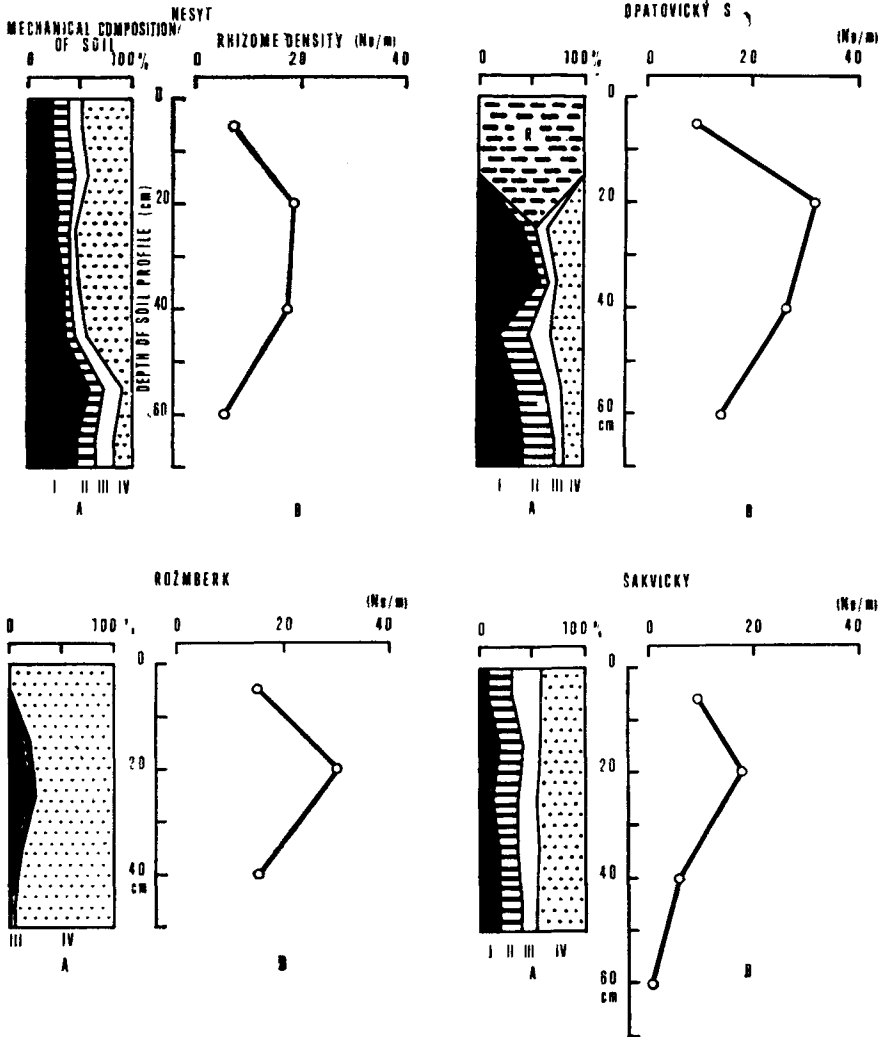 NESYT
MECHANICAL COMPOSITION
OF SOIL
0 100 %
RHIZOME DENSITY (No/m)
0 20 40
DEPTH OF SOIL PROFILE (cm)
20
40
60
I II III IV
A
B
OPATOVICKÝ S
0 100 %
(No/m)
0 20 40
R
0
20
40
60
cm
I II III IV
A
B
ROŽMBERK
0 100 %
(No/m)
0 20 40
0
20
40
cm
III IV
A
B
ŠAKVICKÝ
0 100 %
(No/m)
0 20 40
0
20
40
60
cm
I II III IV
A
B